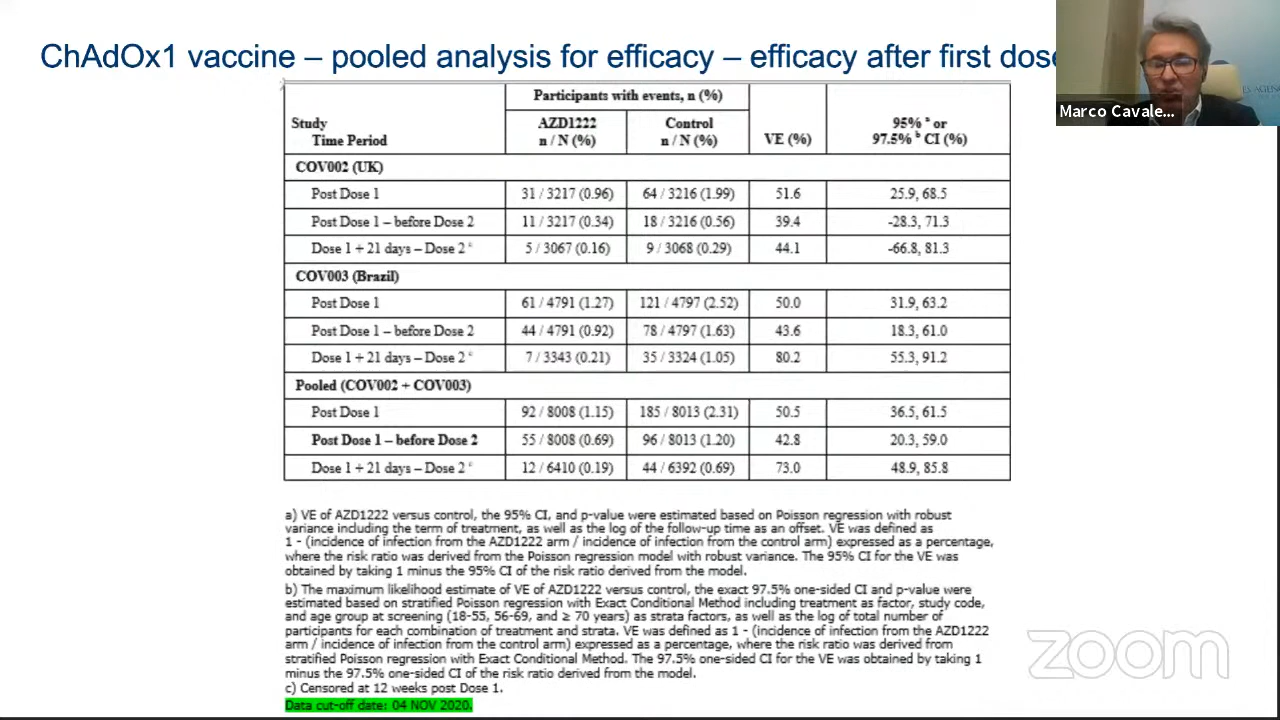 ChAdOx1 vaccine – pooled analysis for efficacy – efficacy after first dose
Marco Cavale...
Participants with events, n (%)
Study
Time Period
AZD1222
n / N (%)
Control
n / N (%)
VE (%)
95% a or
97.5% b CI (%)
COV002 (UK)
Post Dose 1 31 / 3217 (0.96) 64 / 3216 (1.99) 51.6 25.9, 68.5
Post Dose 1 – before Dose 2 11 / 3217 (0.34) 18 / 3216 (0.56) 39.4 -28.3, 71.3
Dose 1 + 21 days – Dose 2 c 5 / 3067 (0.16) 9 / 3068 (0.29) 44.1 -66.8, 81.3
COV003 (Brazil)
Post Dose 1 61 / 4791 (1.27) 121 / 4797 (2.52) 50.0 31.9, 63.2
Post Dose 1 – before Dose 2 44 / 4791 (0.92) 78 / 4797 (1.63) 43.6 18.3, 61.0
Dose 1 + 21 days – Dose 2 c 7 / 3343 (0.21) 35 / 3324 (1.05) 80.2 55.3, 91.2
Pooled (COV002 + COV003)
Post Dose 1 92 / 8008 (1.15) 185 / 8013 (2.31) 50.5 36.5, 61.5
Post Dose 1 – before Dose 2 55 / 8008 (0.69) 96 / 8013 (1.20) 42.8 20.3, 59.0
Dose 1 + 21 days – Dose 2 c 12 / 6410 (0.19) 44 / 6392 (0.69) 73.0 48.9, 85.8
a) VE of AZD1222 versus control, the 95% CI, and p-value were estimated based on Poisson regression with robust
variance including the term of treatment, as well as the log of the follow-up time as an offset. VE was defined as
1 - (incidence of infection from the AZD1222 arm / incidence of infection from the control arm) expressed as a percentage,
where the risk ratio was derived from the Poisson regression model with robust variance. The 95% CI for the VE was
obtained by taking 1 minus the 95% CI of the risk ratio derived from the model.
b) The maximum likelihood estimate of VE of AZD1222 versus control, the exact 97.5% one-sided CI and p-value were
estimated based on stratified Poisson regression with Exact Conditional Method including treatment as factor, study code,
and age group at screening (18-55, 56-69, and ≥ 70 years) as strata factors, as well as the log of total number of
participants for each combination of treatment and strata. VE was defined as 1 - (incidence of infection from the AZD1222
arm / incidence of infection from the control arm) expressed as a percentage, where the risk ratio was derived from
stratified Poisson regression with Exact Conditional Method. The 97.5% one-sided CI for the VE was obtained by taking 1
minus the 97.5% one-sided CI of the risk ratio derived from the model.
c) Censored at 12 weeks post Dose 1.
Data cut-off date: 04 NOV 2020.
zoom